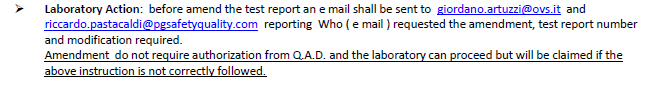 ➤ Laboratory Action: before amend the test report an e mail shall be sent to giordano.artuzzi@ovs.it and
riccardo.pastacaldi@pgsafetyquality.com reporting Who ( e mail ) requested the amendment, test report number
and modification required.
Amendment do not require authorization from Q.A.D. and the laboratory can proceed but will be claimed if the
above instruction is not correctly followed.